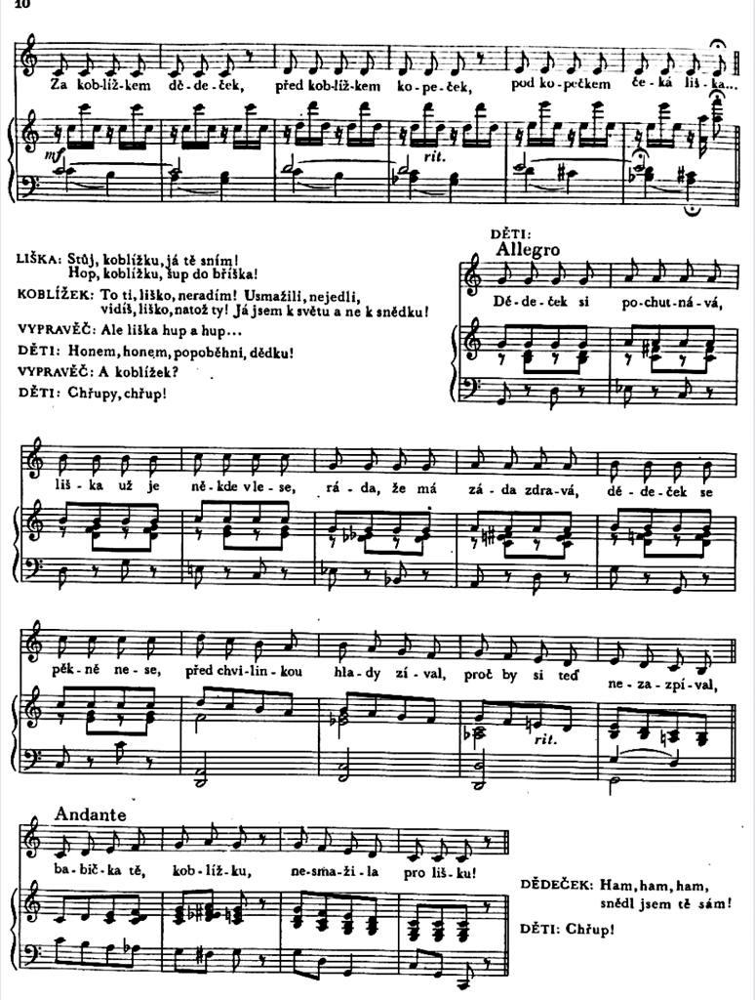 10
Za kob-líž-kem dě-de-ček, před kob-líž-kem ko-pe-ček, pod ko-pečkem če-ká liš-ka...
mf
rit.
LIŠKA: Stůj, koblížku, já tě sním!
Hop, koblížku, šup do bříška!
KOBLÍŽEK: To ti, liško, neradím! Usmažili, nejedli,
vidíš, liško, natož ty! Já jsem k světu a ne k snědku!
VYPRAVĚČ: Ale liška hup a hup...
DĚTI: Honem, honem, popoběhni, dědku!
VYPRAVĚČ: A koblížek?
DĚTI: Chřupy, chřup!
DĚTI:
Allegro
Dě-de-ček si po-chut-ná-vá,
liš-ka už je ně-kde v le-se, rá-da, že má zá-da zdra-vá, dě-de-ček se
pěk-ně ne-se, před chvi-lin-kou hla-dy zí-val, proč by si teď ne-za-zpí-val,
rit.
Andante
ba-bič-ka tě, kob-líž-ku, ne-sma-ži-la pro liš-ku!
DĚDEČEK: Ham, ham, ham,
snědl jsem tě sám!
DĚTI: Chřup!